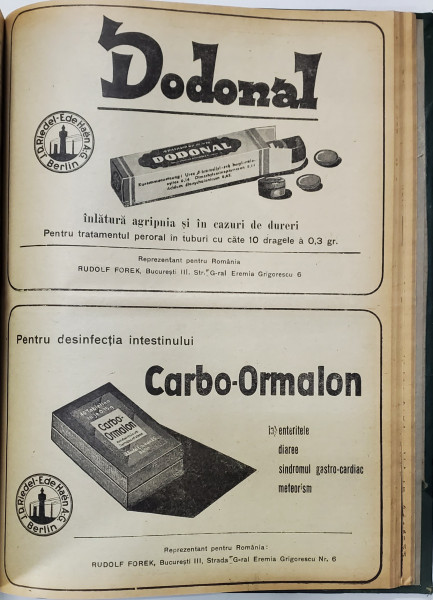 Dodonal
J.D.Riedel-E.de Haën A.G.
Berlin
DODONAL
înlătură agripnia și în cazuri de dureri
Pentru tratamentul peroral in tuburi cu câte 10 dragele à 0,3 gr.
Reprezentant pentru România
RUDOLF FOREK, București III. Str. G-ral Eremia Grigorescu 6
Pentru desinfecția intestinului
Carbo-Ormalon
Carbo-
Ormalon
la) enteritele
diaree
sindromul gastro-cardiac
meteorism
J.D.Riedel-E.de Haën A.G.
Berlin
Reprezentant pentru România:
RUDOLF FOREK, București III, Strada G-ral Eremia Grigorescu Nr. 6